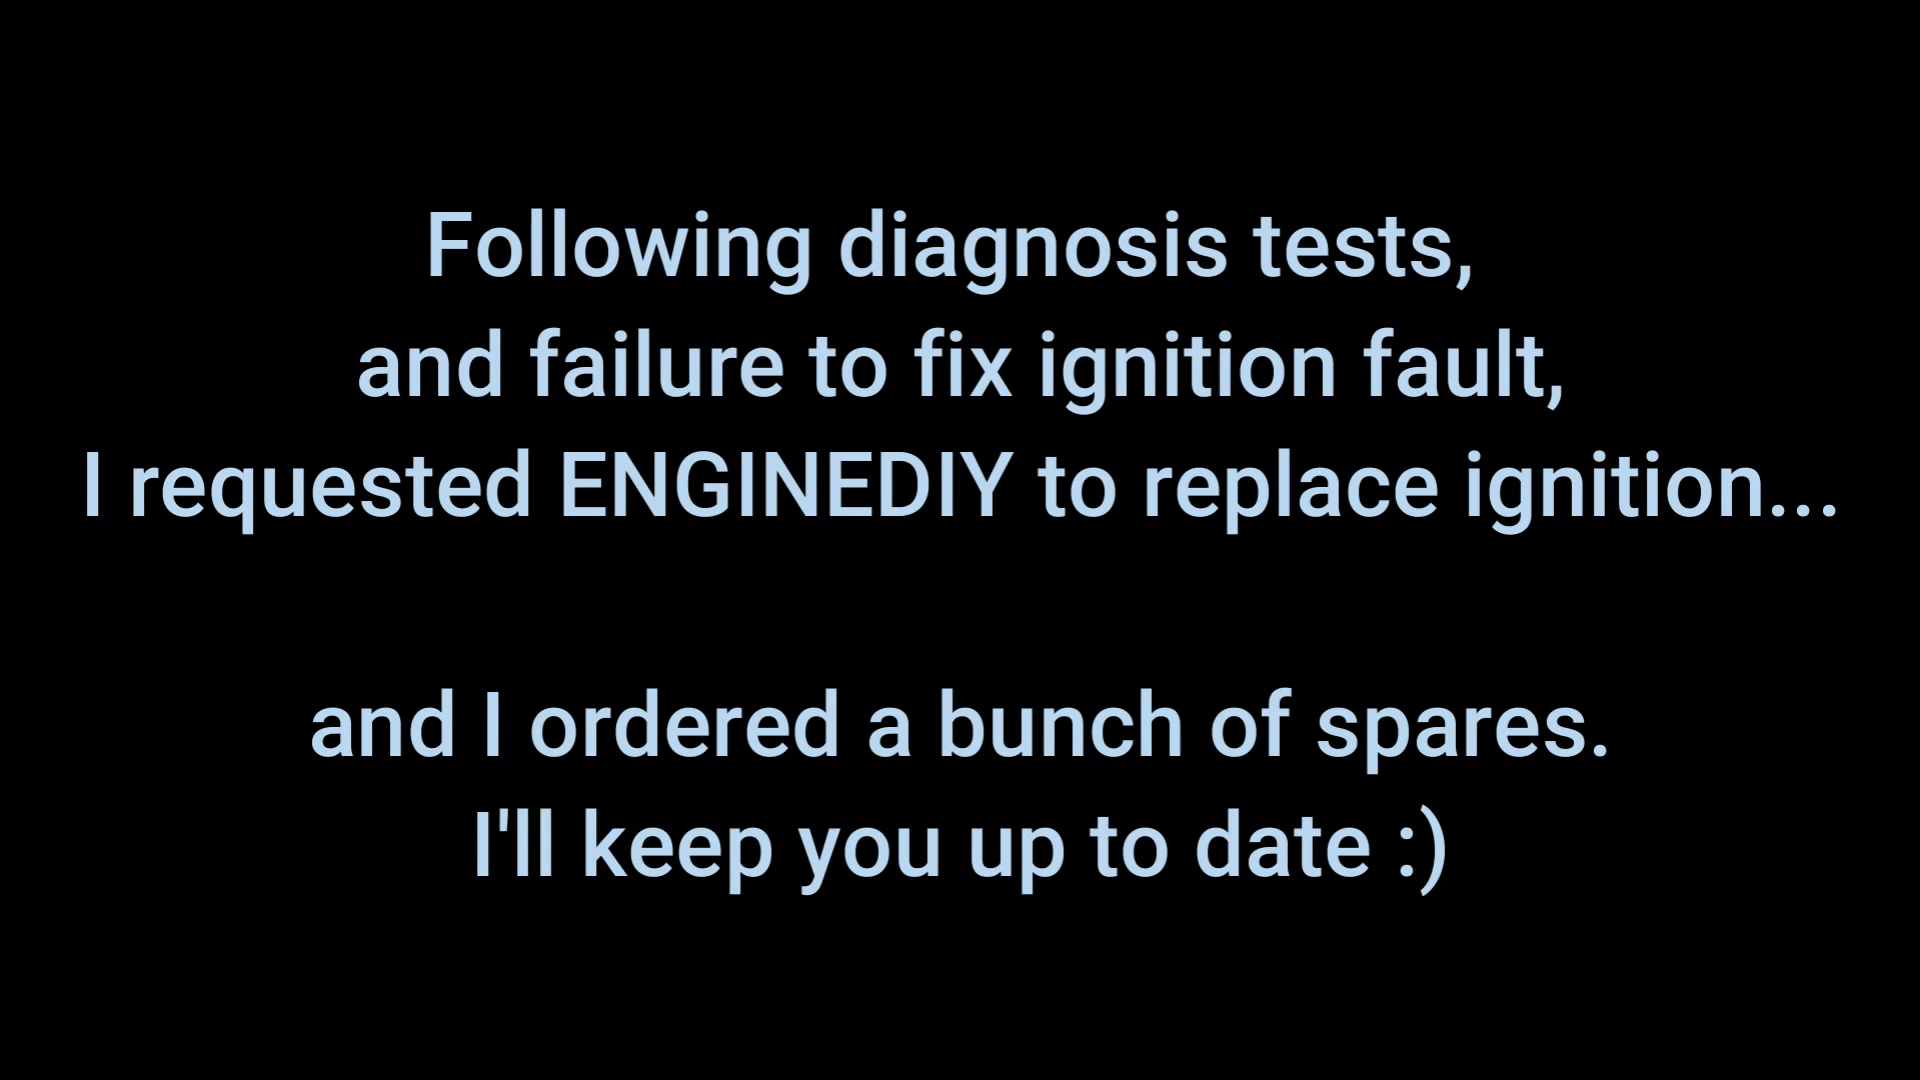 Following diagnosis tests,
and failure to fix ignition fault,
I requested ENGINEDIY to replace ignition...
and I ordered a bunch of spares.
I'll keep you up to date :)